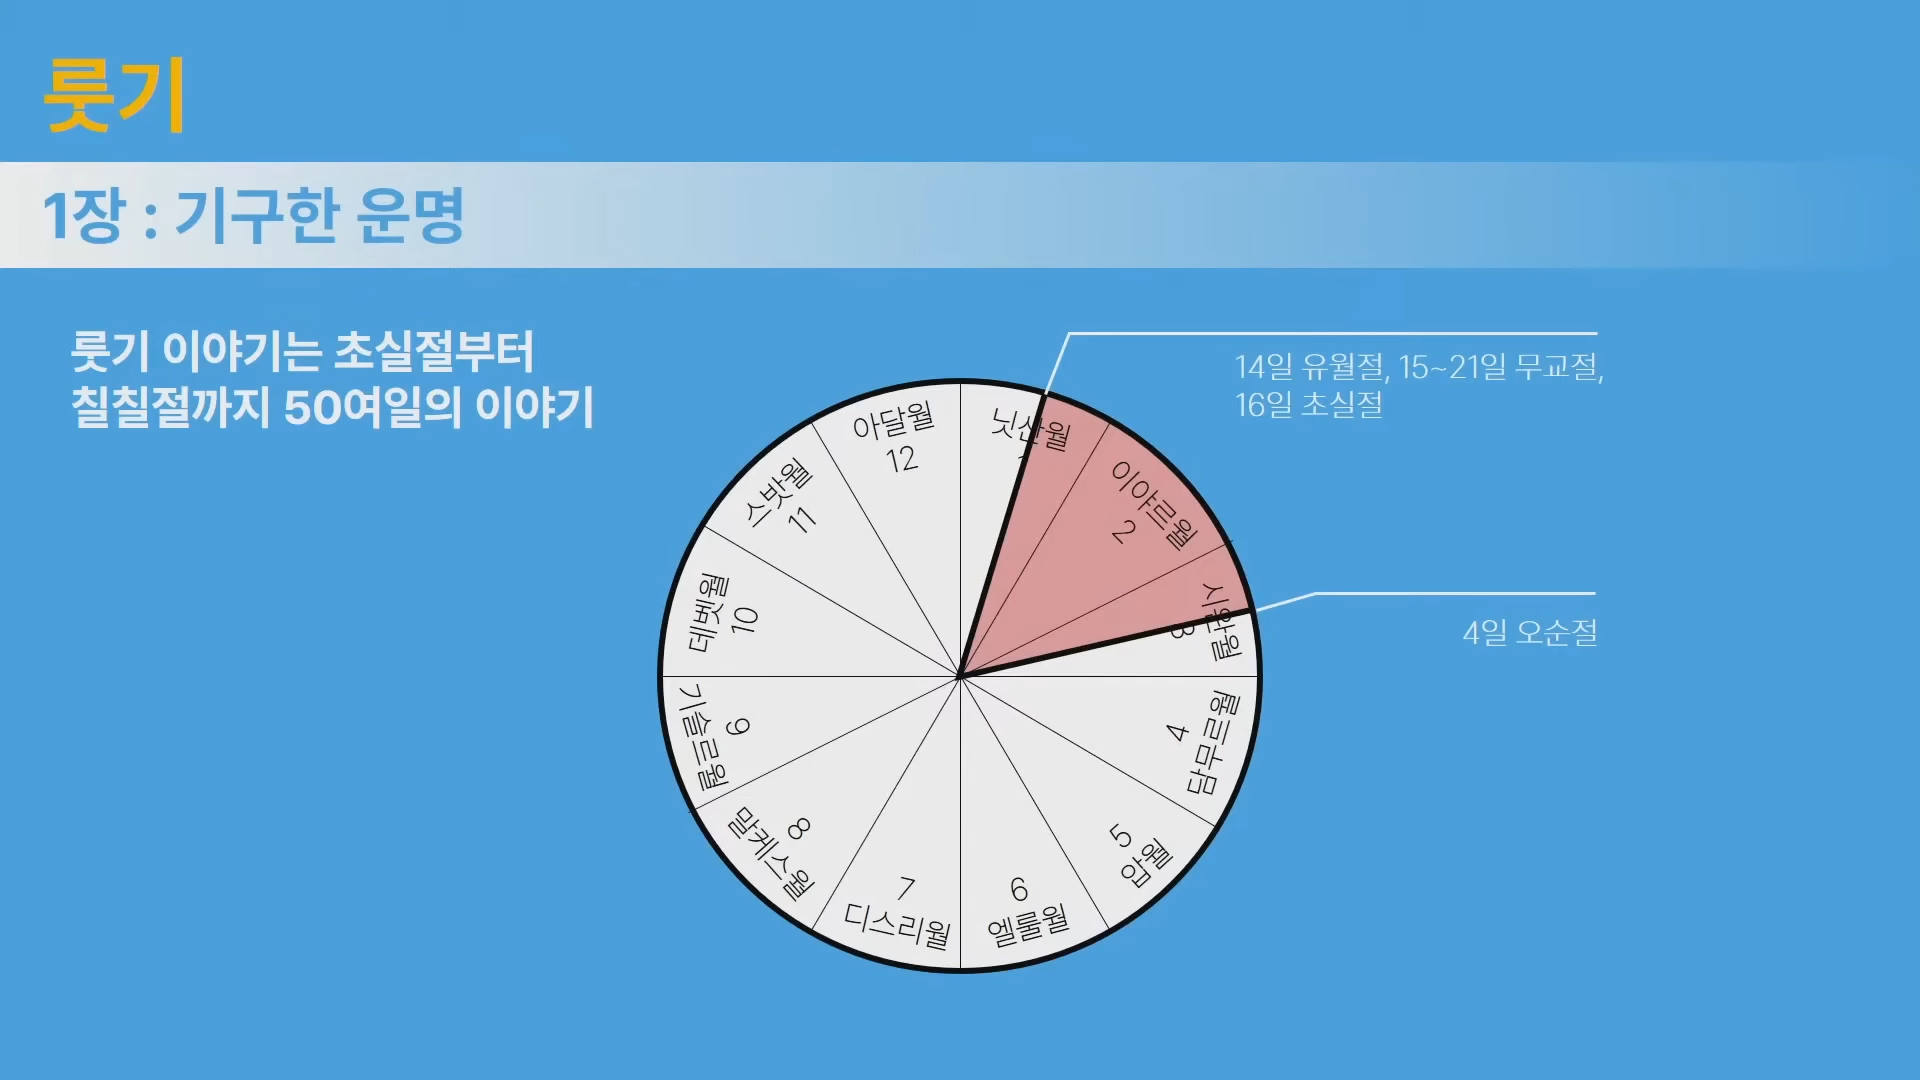 룻기
1장 : 기구한 운명
룻기 이야기는 초실절부터
칠칠절까지 50여일의 이야기
14일 유월절, 15~21일 무교절,
16일 초실절
4일 오순절
닛산월
1
이야르월
2
시완월
3
담무르월
4
압월
5
엘룰월
6
디스리월
7
말케스월
8
기슬르월
9
데벳월
10
스밧월
11
아달월
12